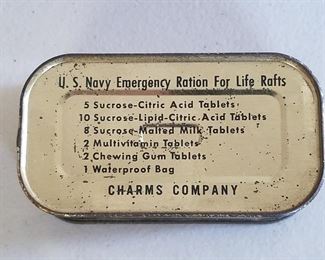 U. S. Navy Emergency Ration For Life Rafts
5 Sucrose-Citric Acid Tablets
10 Sucrose-Lipid-Citric Acid Tablets
8 Sucrose-Malted Milk Tablets
2 Multivitamin Tablets
2 Chewing Gum Tablets
1 Waterproof Bag
CHARMS COMPANY